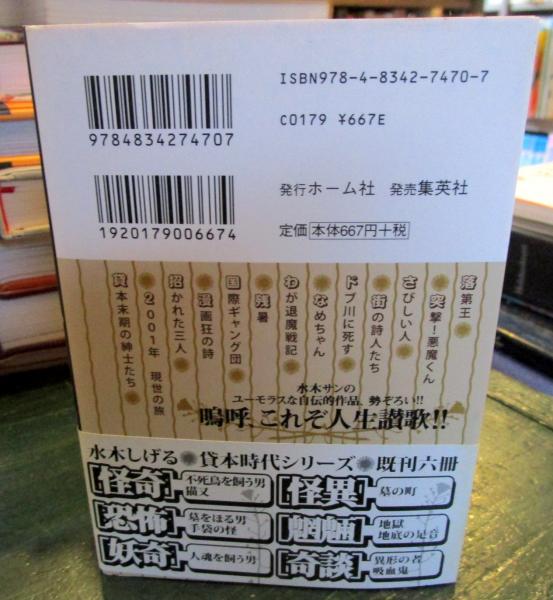 ISBN978-4-8342-7470-7
9784834274707
C0179 ¥667E
1920179006674
発行ホーム社 発売集英社
定価 本体667円+税
落第王
突撃!悪魔くん
さびしい人
街の詩人たち
ドブ川に死す
なめちゃん
わが退魔戦記
残暑
国際ギャング団
漫画狂の詩
招かれた三人
2001年 現世の旅
貸本末期の紳士たち
水木サンの
ユーモラスな自伝的作品、勢ぞろい!!
嗚呼、これぞ人生讃歌!!
水木しげる 貸本時代シリーズ 既刊六冊
[怪奇] 不死鳥を飼う男
猫又
[怪異] 墓の町
[恐怖] 墓をほる男
手袋の怪
[魍魎] 地獄
地底の足音
[妖奇] 人魂を飼う男
[奇談] 異形の者
吸血鬼